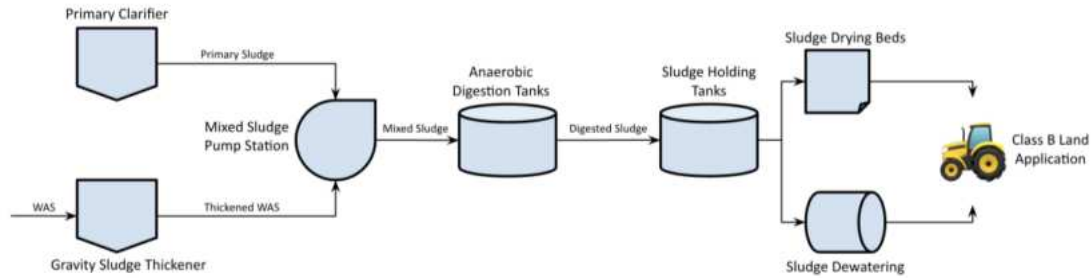 Primary Clarifier
Primary Sludge
Mixed Sludge
Pump Station
Mixed Sludge
WAS
Thickened WAS
Gravity Sludge Thickener
Anaerobic
Digestion Tanks
Digested Sludge
Sludge Holding
Tanks
Sludge Drying Beds
Sludge Dewatering
Class B Land
Application